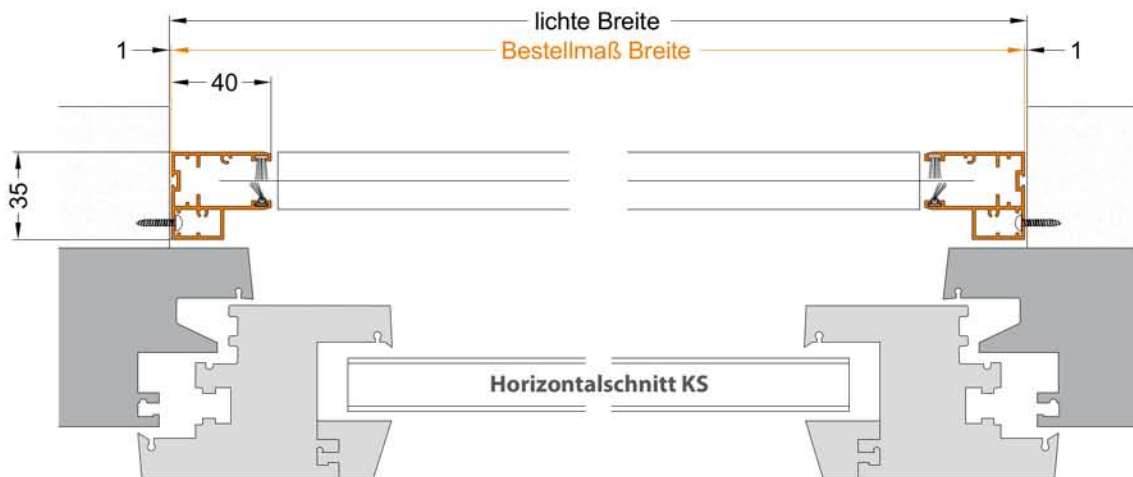 lichte Breite
1 Bestellmaß Breite 1
40
35
Horizontalschnitt KS